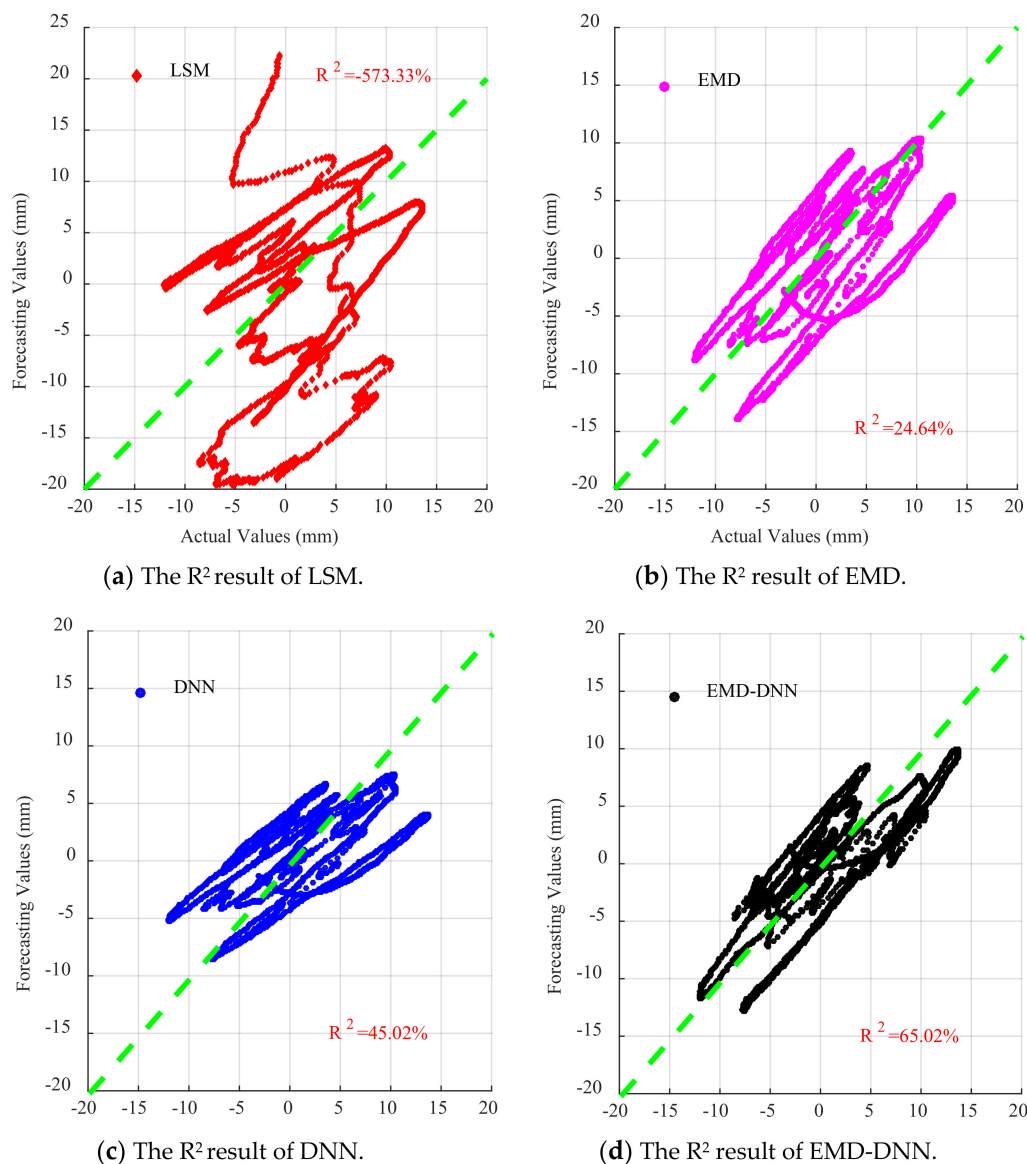 25
20
15
10
5
0
-5
-10
-15
-20
Forecasting Values (mm)
LSM
R 2 =-573.33%
-20 -15 -10 -5 0 5 10 15 20
Actual Values (mm)
(a) The R² result of LSM.
20
15
10
5
0
-5
-10
-15
-20
Forecasting Values (mm)
EMD
R 2 =24.64%
-20 -15 -10 -5 0 5 10 15 20
Actual Values (mm)
(b) The R² result of EMD.
20
15
10
5
0
-5
-10
-15
-20
Forecasting Values (mm)
DNN
R 2 =45.02%
-20 -15 -10 -5 0 5 10 15 20
(c) The R² result of DNN.
20
15
10
5
0
-5
-10
-15
-20
Forecasting Values (mm)
EMD-DNN
R 2 =65.02%
-20 -15 -10 -5 0 5 10 15 20
(d) The R² result of EMD-DNN.